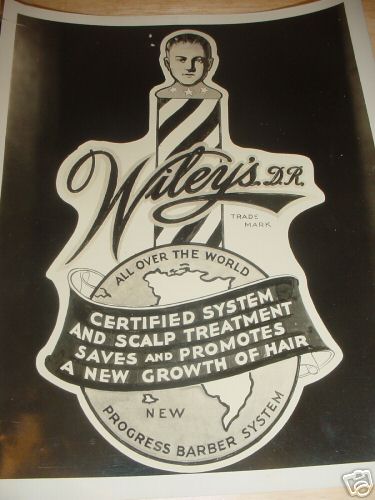 Wiley's. D.R.
TRADE
MARK
ALL OVER THE WORLD
CERTIFIED SYSTEM
AND SCALP TREATMENT
SAVES AND PROMOTES
A NEW GROWTH OF HAIR
NEW
PROGRESS BARBER SYSTEM
eb